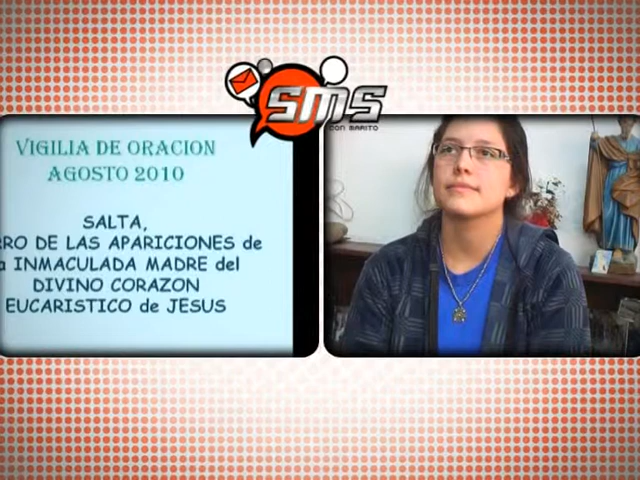 SMS
CON MARITO
VIGILIA DE ORACION
AGOSTO 2010
SALTA,
RO DE LAS APARICIONES de
a INMACULADA MADRE del
DIVINO CORAZON
EUCARISTICO de JESUS